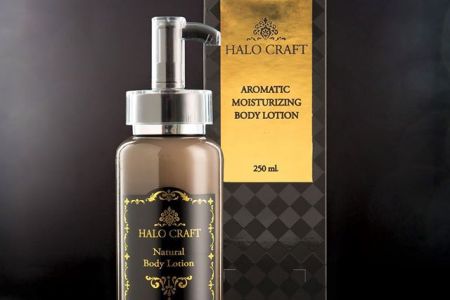 HALO CRAFT
AROMATIC
MOISTURIZING
BODY LOTION
250 ml.
HALO CRAFT
Natural
Body Lotion